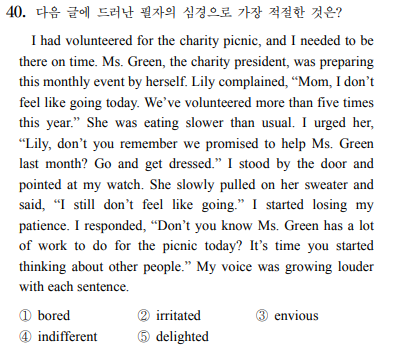 40. 다음 글에 드러난 필자의 심경으로 가장 적절한 것은?
I had volunteered for the charity picnic, and I needed to be
there on time. Ms. Green, the charity president, was preparing
this monthly event by herself. Lily complained, “Mom, I don’t
feel like going today. We’ve volunteered more than five times
this year.” She was eating slower than usual. I urged her,
“Lily, don’t you remember we promised to help Ms. Green
last month? Go and get dressed.” I stood by the door and
pointed at my watch. She slowly pulled on her sweater and
said, “I still don’t feel like going.” I started losing my
patience. I responded, “Don’t you know Ms. Green has a lot
of work to do for the picnic today? It’s time you started
thinking about other people.” My voice was growing louder
with each sentence.
① bored ② irritated ③ envious
④ indifferent ⑤ delighted